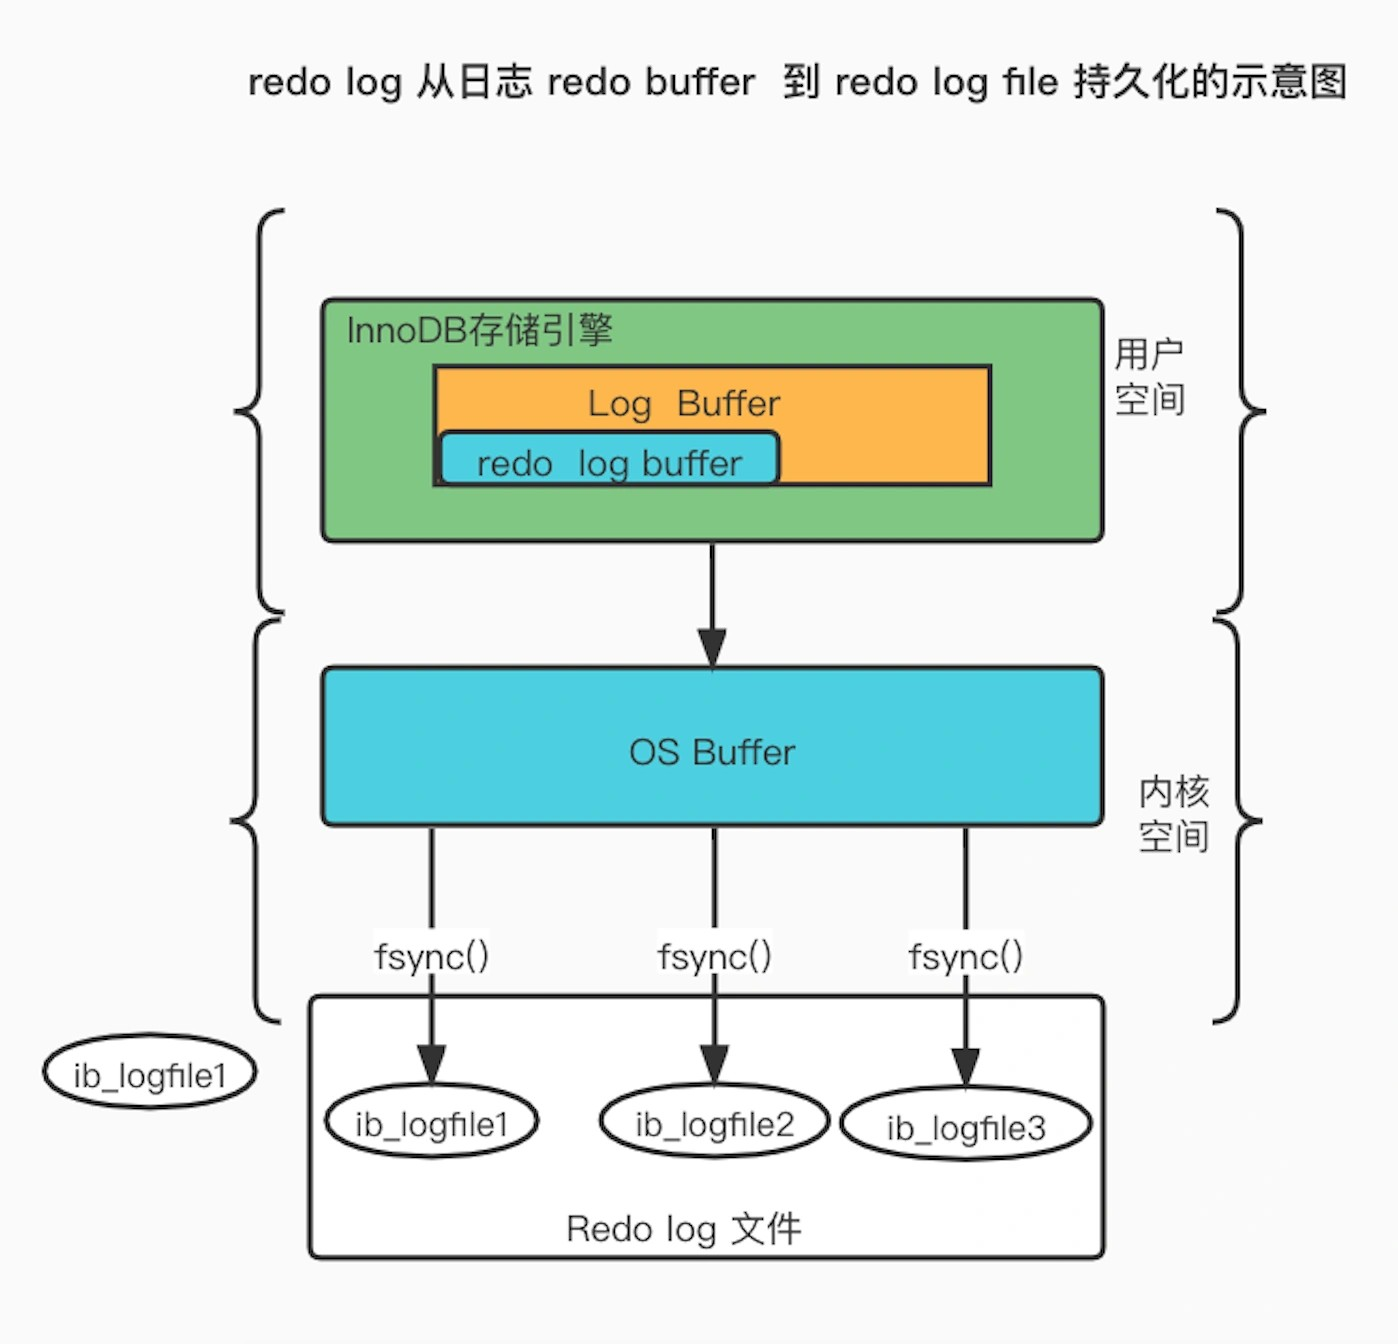 redo log 从日志 redo buffer 到 redo log file 持久化的示意图
InnoDB存储引擎
Log Buffer
redo log buffer
用户
空间
OS Buffer
内核
空间
fsync() fsync() fsync()
ib_logfile1
ib_logfile1 ib_logfile2 ib_logfile3
Redo log 文件